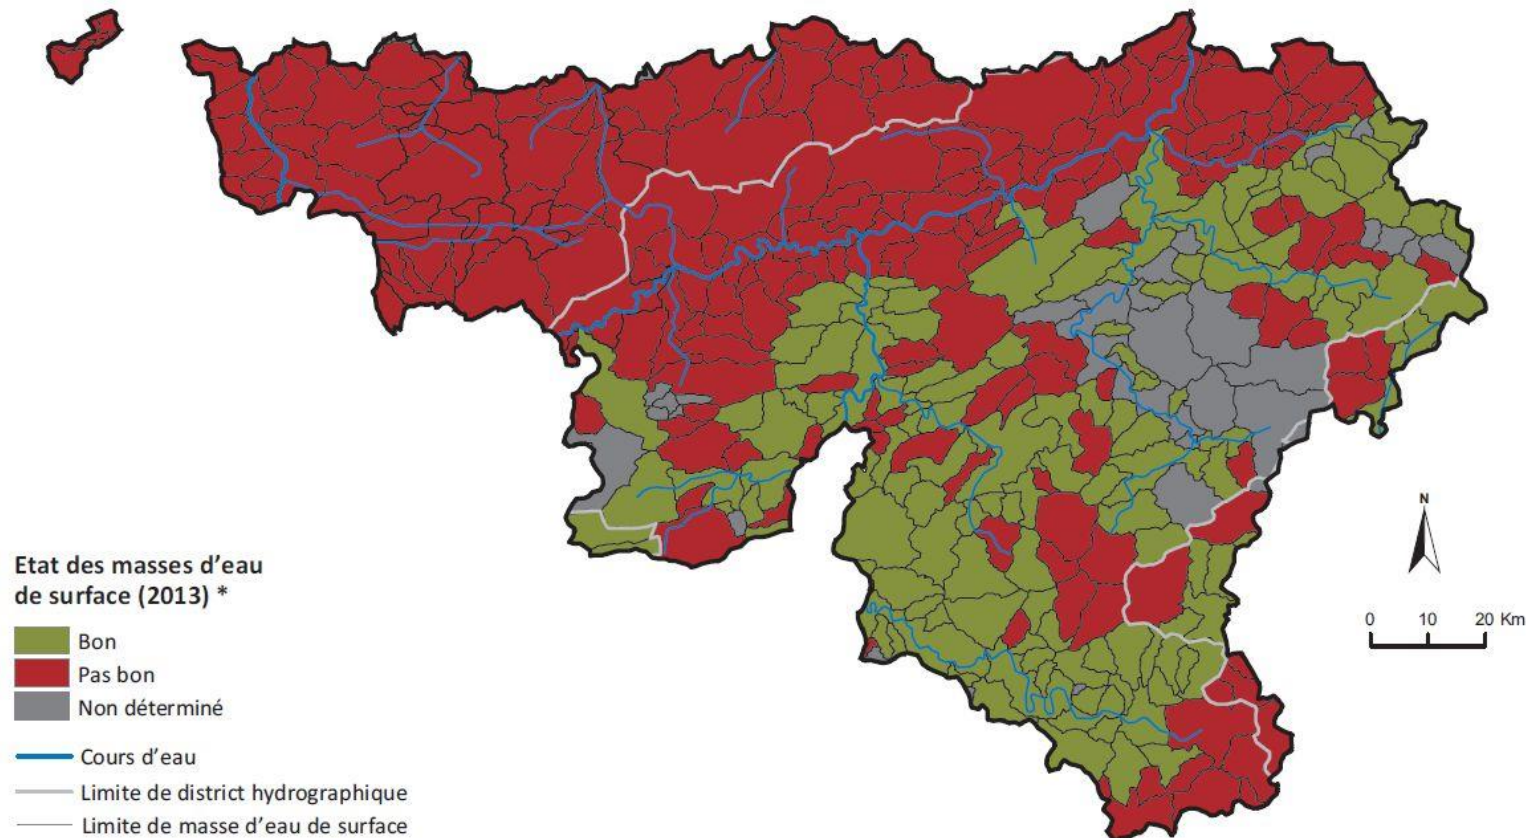 Etat des masses d'eau
de surface (2013) *
Bon
Pas bon
Non déterminé
Cours d'eau
Limite de district hydrographique
Limite de masse d'eau de surface
N
0 10 20 Km